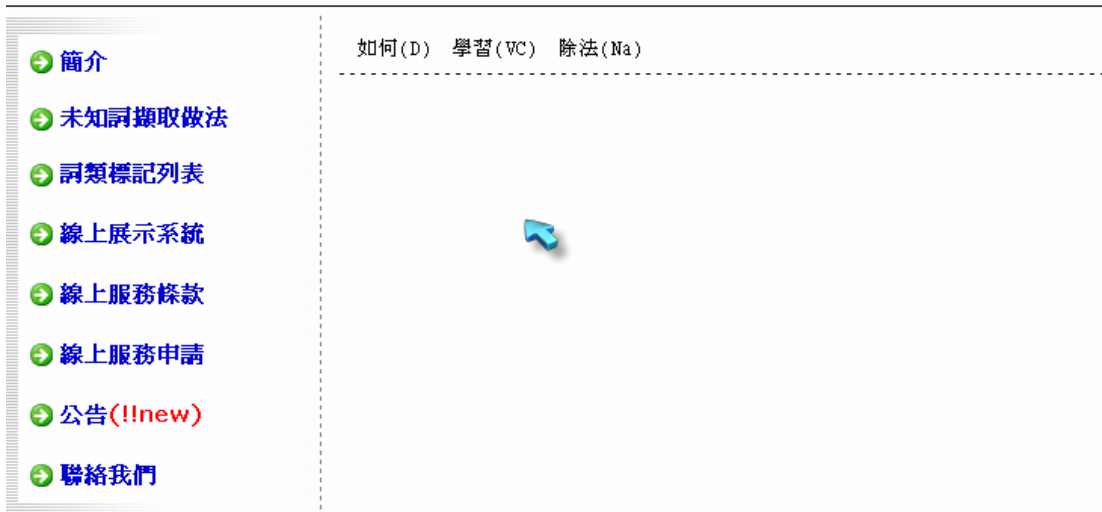 如何(D) 學習(VC) 除法(Na)
簡介
未知詞擷取做法
詞類標記列表
線上展示系統
線上服務條款
線上服務申請
公告(!!new)
聯絡我們